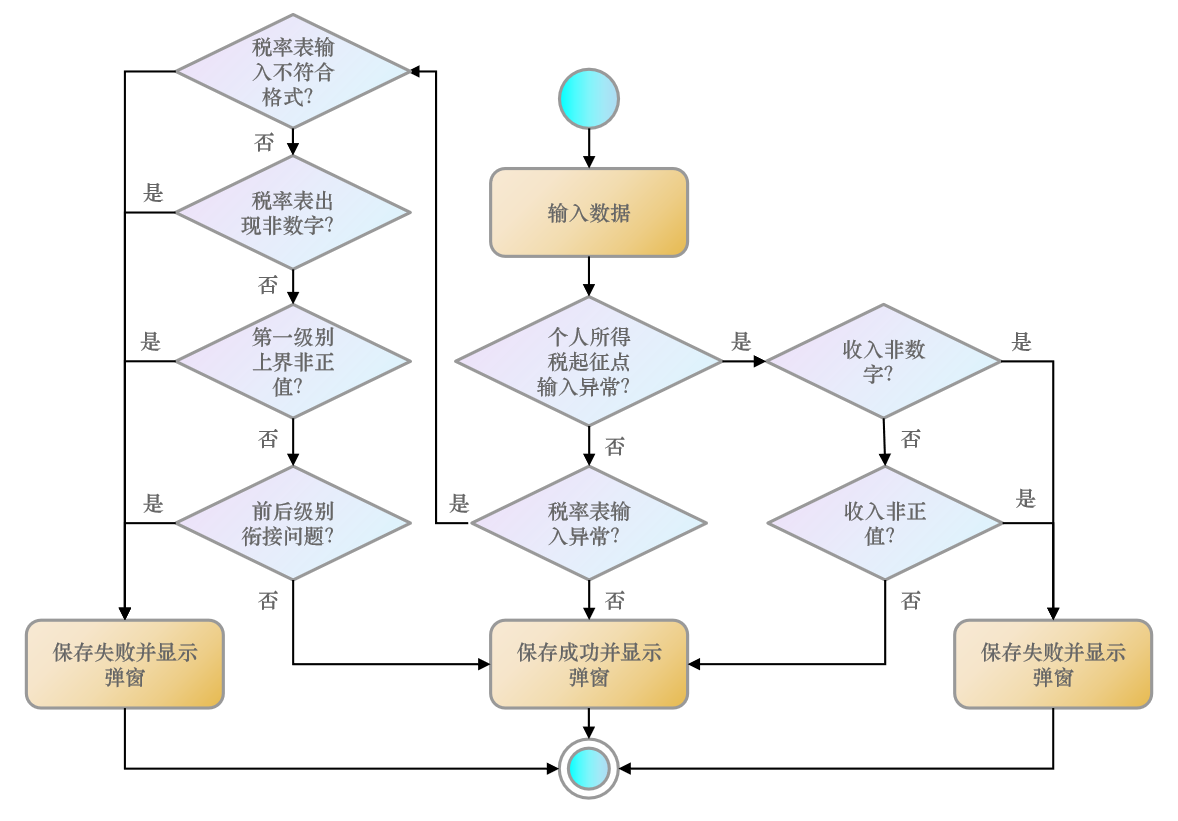 税率表输
入不符合
格式？
否
税率表出
现非数字？
是
否
第一级别
上界非正
值？
是
否
前后级别
衔接问题？
是
否
输入数据
个人所得
税起征点
输入异常？
是
否
税率表输
入异常？
是
否
收入非数
字？
是
否
收入非正
值？
是
否
保存失败并显示
弹窗
保存成功并显示
弹窗
保存失败并显示
弹窗